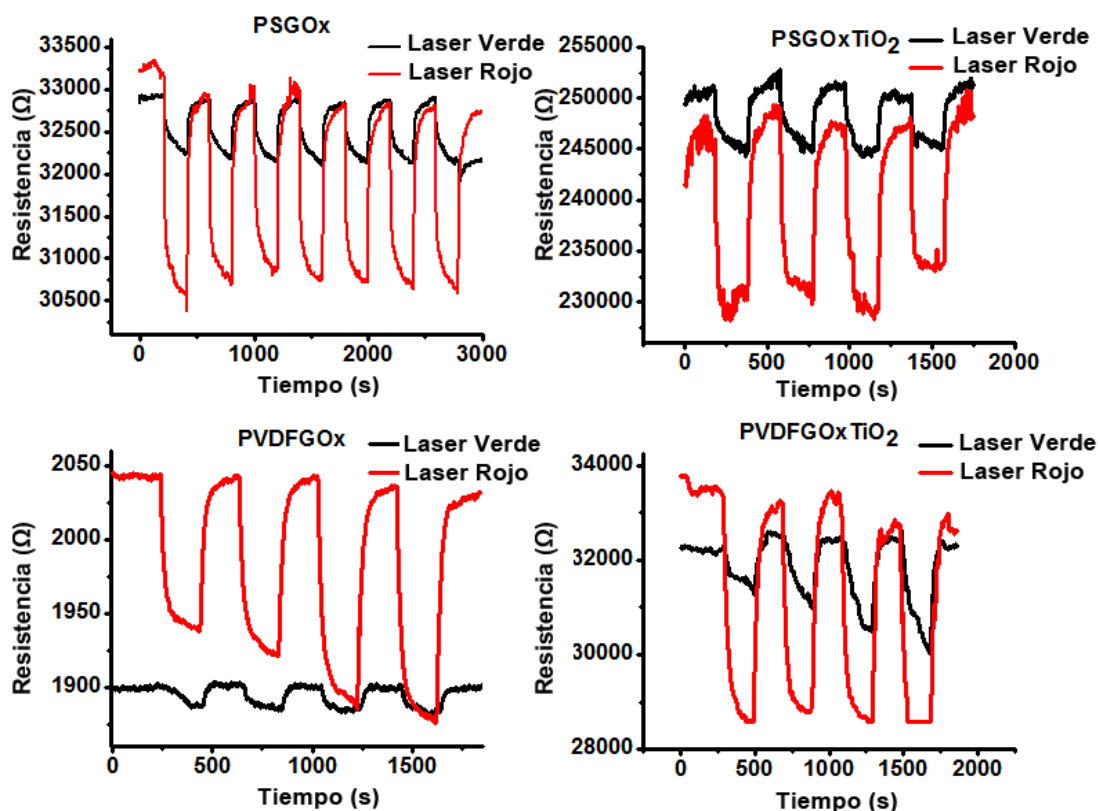 PSGOx
Laser Verde
Laser Rojo
Resistencia (Ω)
33500
33000
32500
32000
31500
31000
30500
0
1000
2000
3000
Tiempo (s)
PSGOxTiO₂
Laser Verde
Laser Rojo
Resistencia (Ω)
255000
250000
245000
240000
235000
230000
0
500
1000
1500
2000
Tiempo (s)
PVDFGOx
Laser Verde
Laser Rojo
Resistencia (Ω)
2050
2000
1950
1900
0
500
1000
1500
Tiempo (s)
PVDFGOxTiO₂
Laser Verde
Laser Rojo
Resistencia (Ω)
34000
32000
30000
28000
0
500
1000
1500
2000
Tiempo (s)